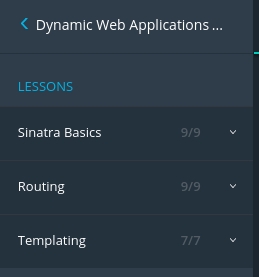 Dynamic Web Applications ...
LESSONS
Sinatra Basics 9/9
Routing 9/9
Templating 7/7